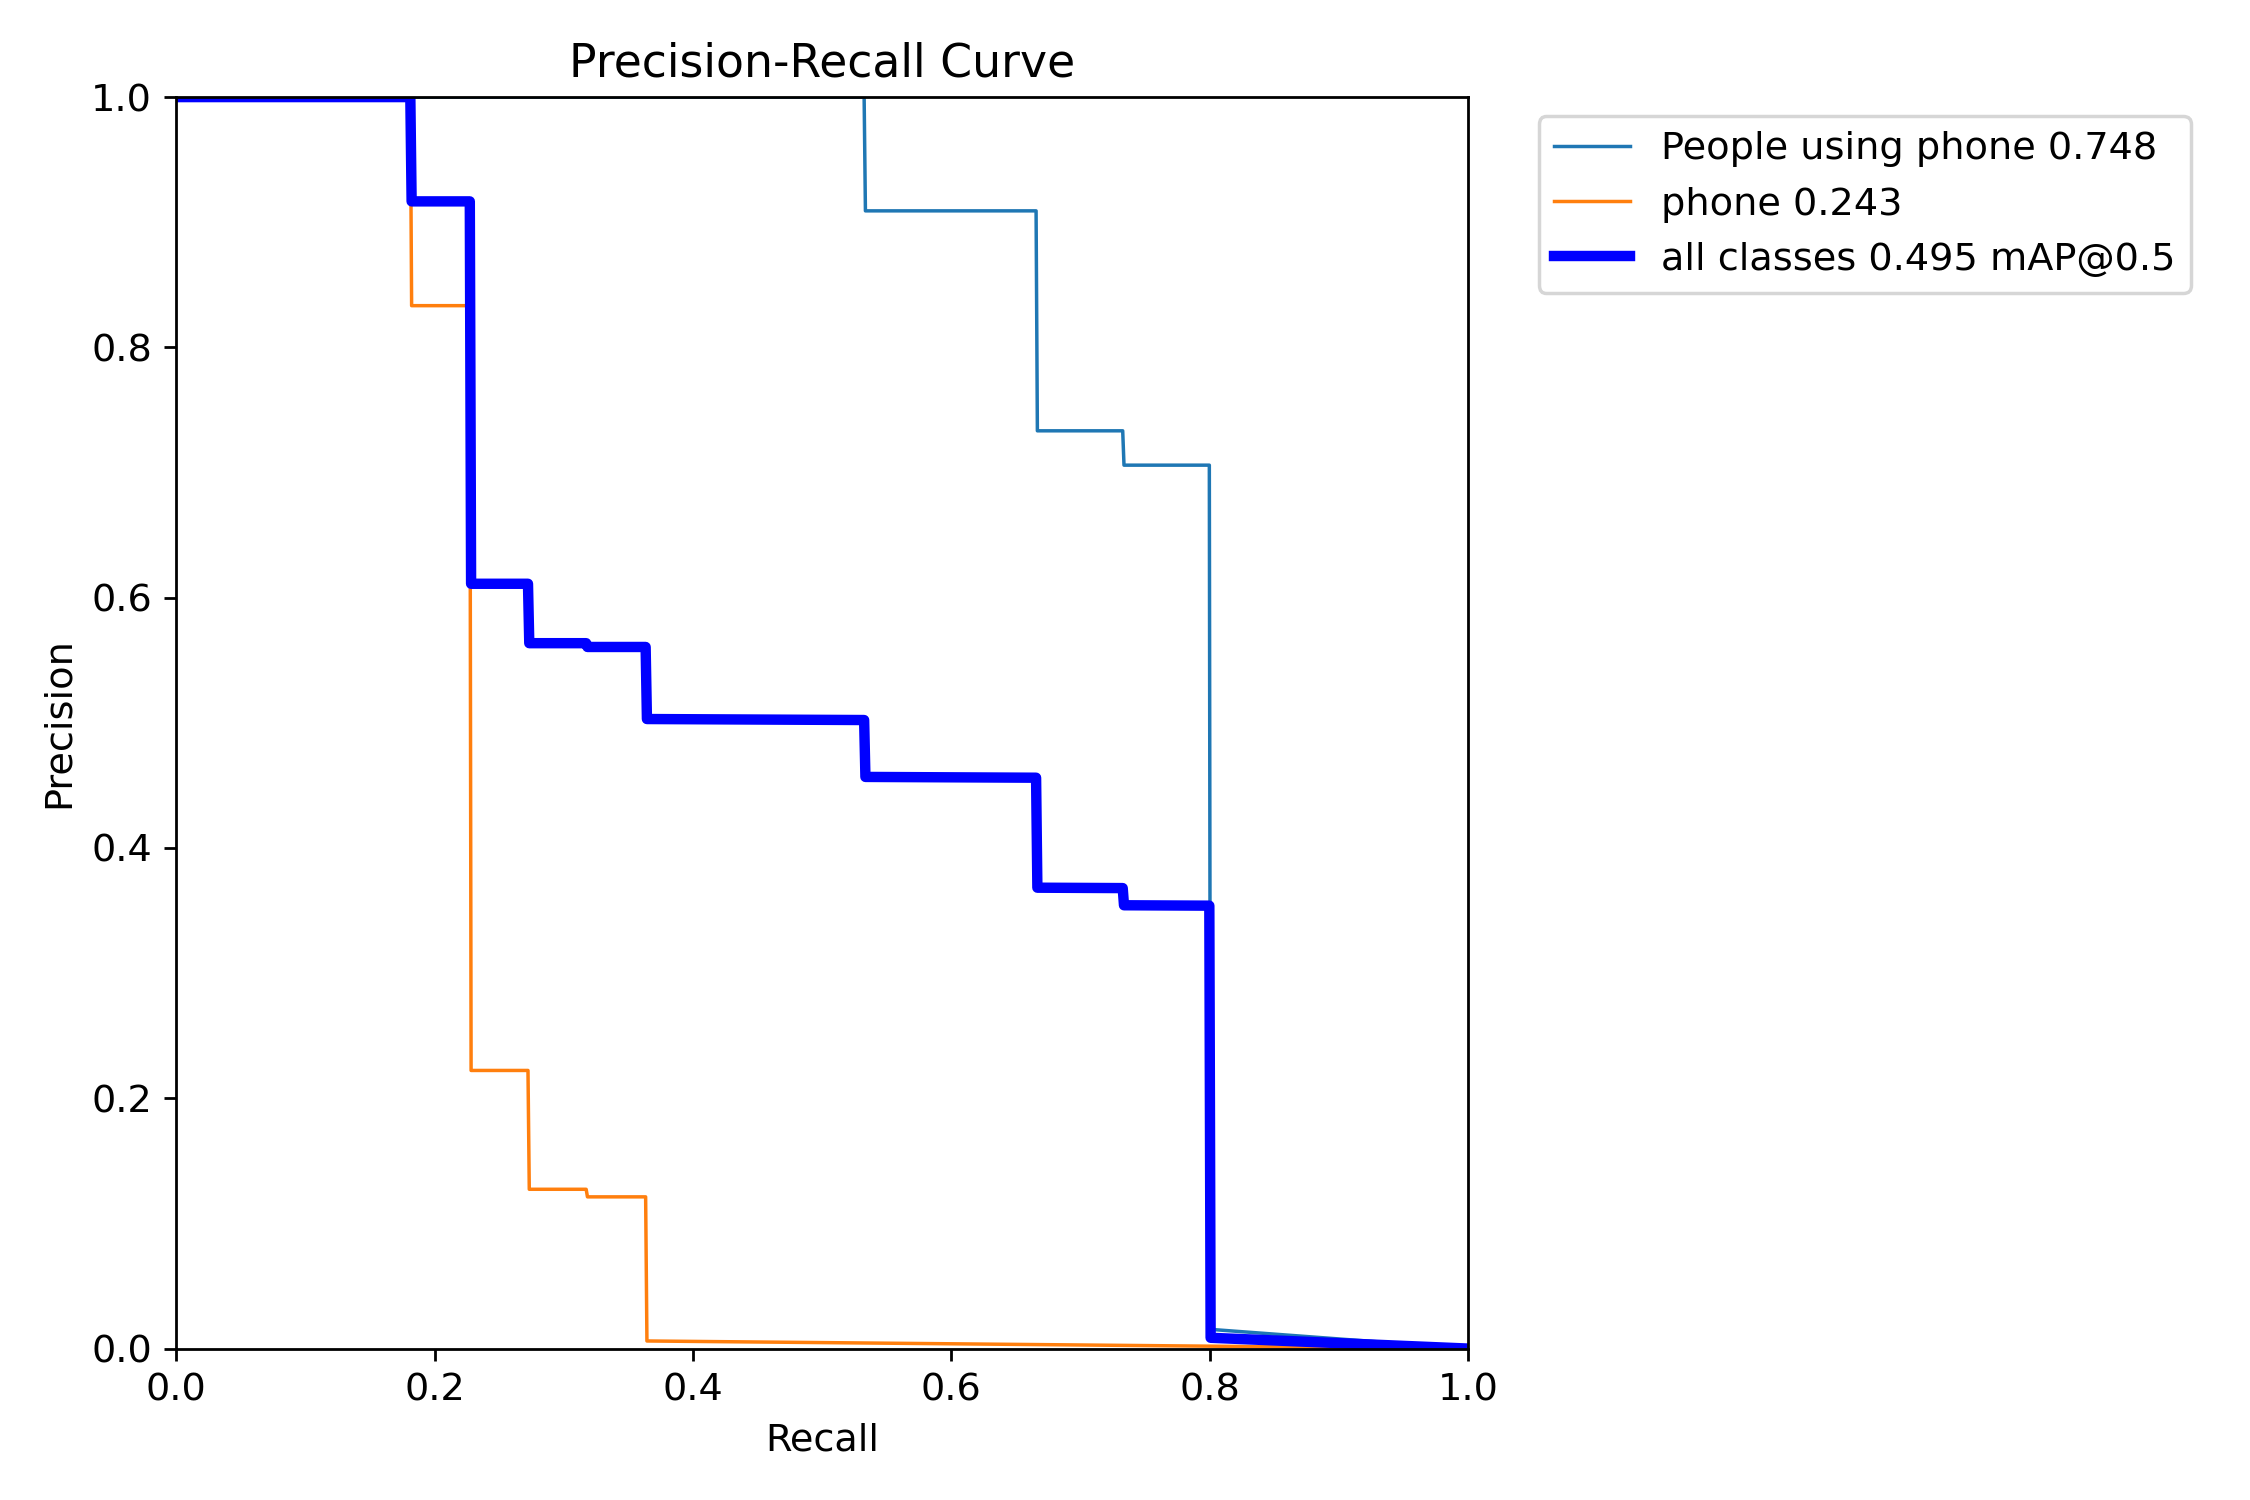 Precision-Recall Curve
People using phone 0.748
phone 0.243
all classes 0.495 mAP@0.5
Precision
1.0
0.8
0.6
0.4
0.2
0.0
0.0 0.2 0.4 0.6 0.8 1.0
Recall